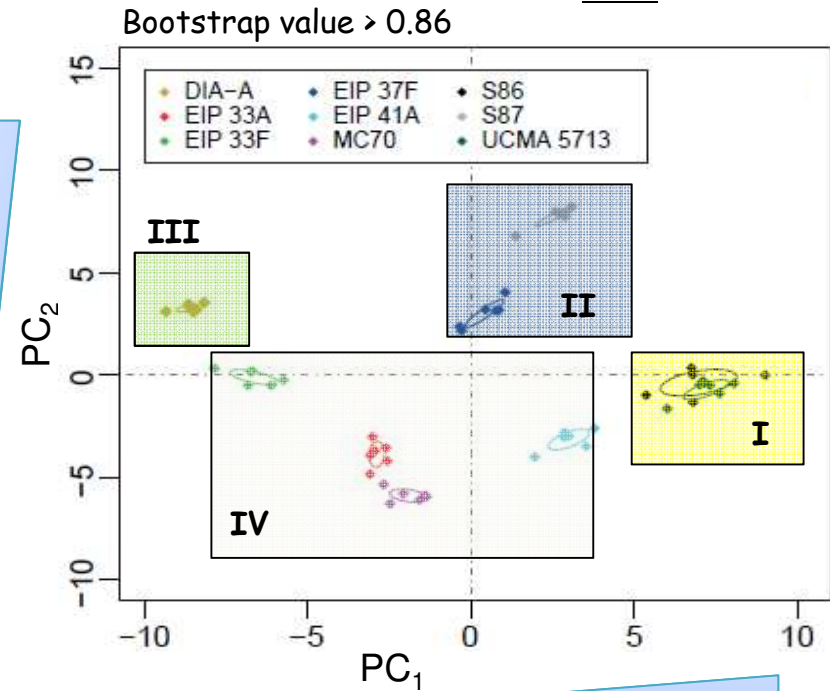 Bootstrap value > 0.86
15
DIA-A EIP 37F S86
EIP 33A EIP 41A S87
EIP 33F MC70 UCMA 5713
10
III
5
II
PC2
0
I
-5
IV
-10
-10 -5 0 5 10
PC1